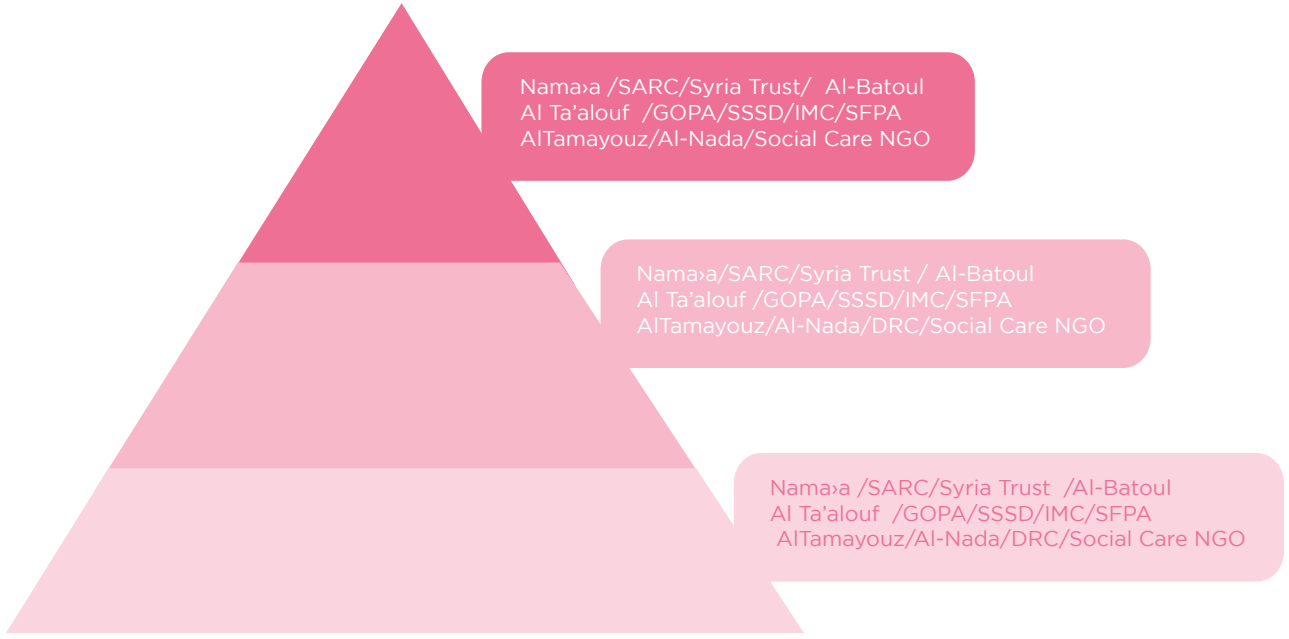 Nama›a /SARC/Syria Trust/ Al-Batoul
Al Ta’alouf /GOPA/SSSD/IMC/SFPA
AlTamayouz/Al-Nada/Social Care NGO
Nama›a/SARC/Syria Trust / Al-Batoul
Al Ta’alouf /GOPA/SSSD/IMC/SFPA
AlTamayouz/Al-Nada/DRC/Social Care NGO
Nama›a /SARC/Syria Trust /Al-Batoul
Al Ta’alouf /GOPA/SSSD/IMC/SFPA
AlTamayouz/Al-Nada/DRC/Social Care NGO